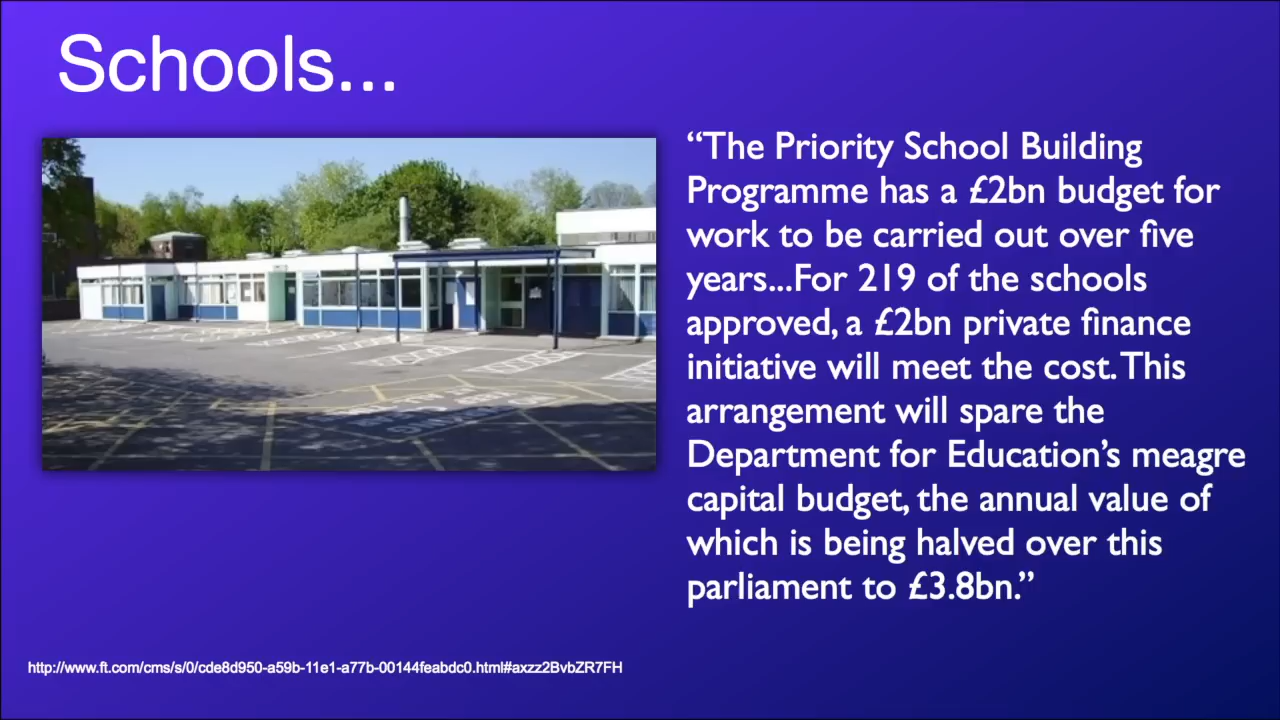 Schools...
“The Priority School Building
Programme has a £2bn budget for
work to be carried out over five
years...For 219 of the schools
approved, a £2bn private finance
initiative will meet the cost. This
arrangement will spare the
Department for Education’s meagre
capital budget, the annual value of
which is being halved over this
parliament to £3.8bn.”
http://www.ft.com/cms/s/0/cde8d950-a59b-11e1-a77b-00144feabdc0.html#axzz2BvbZR7FH